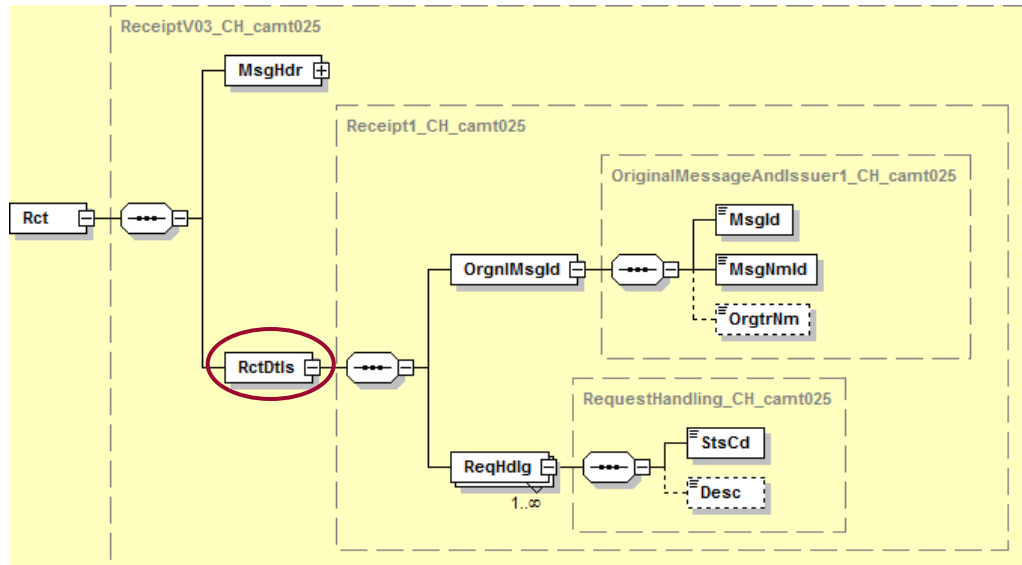 ReceiptV03_CH_camt025
MsgHdr
Receipt1_CH_camt025
OriginalMessageAndIssuer1_CH_camt025
Rct
MsgId
OrgnlMsgId
MsgNmId
OrgtrNm
RctDtls
RequestHandling_CH_camt025
StsCd
ReqHdlg
Desc
1..∞